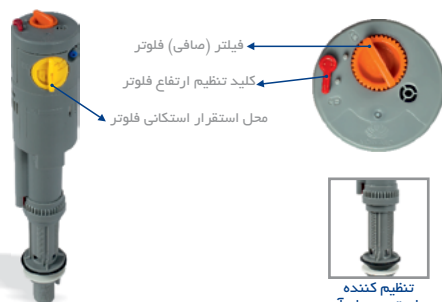 فیلتر (صافی) فلوتر
کلید تنظیم ارتفاع فلوتر
محل استقرار استکانی فلوتر
تنظیم کننده